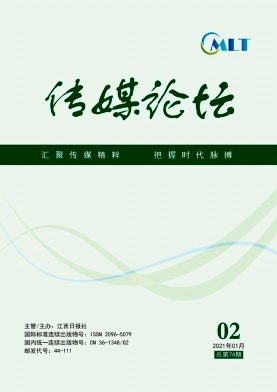 MLT
传媒论坛
汇聚传媒精粹 把握时代脉搏
主管/主办：江西日报社
国际标准连续出版物号：ISSN 2096-5079
国内统一连续出版物号：CN 36-1348/G2
邮发代号：44-111
02
2021年01月
总第74期